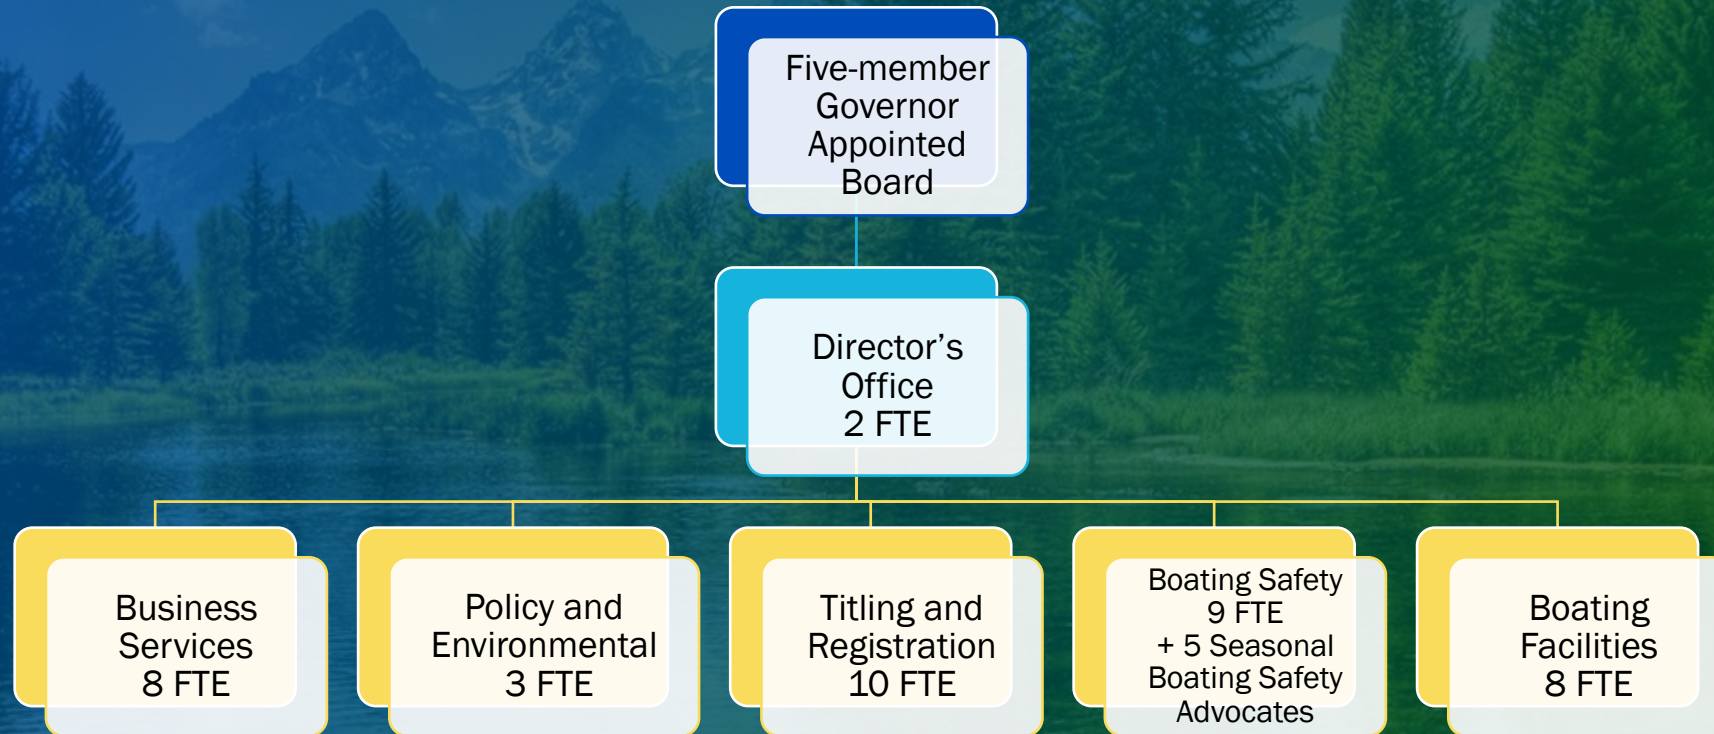 Five-member
Governor
Appointed
Board
Director’s
Office
2 FTE
Business
Services
8 FTE
Policy and
Environmental
3 FTE
Titling and
Registration
10 FTE
Boating Safety
9 FTE
+ 5 Seasonal
Boating Safety
Advocates
Boating
Facilities
8 FTE